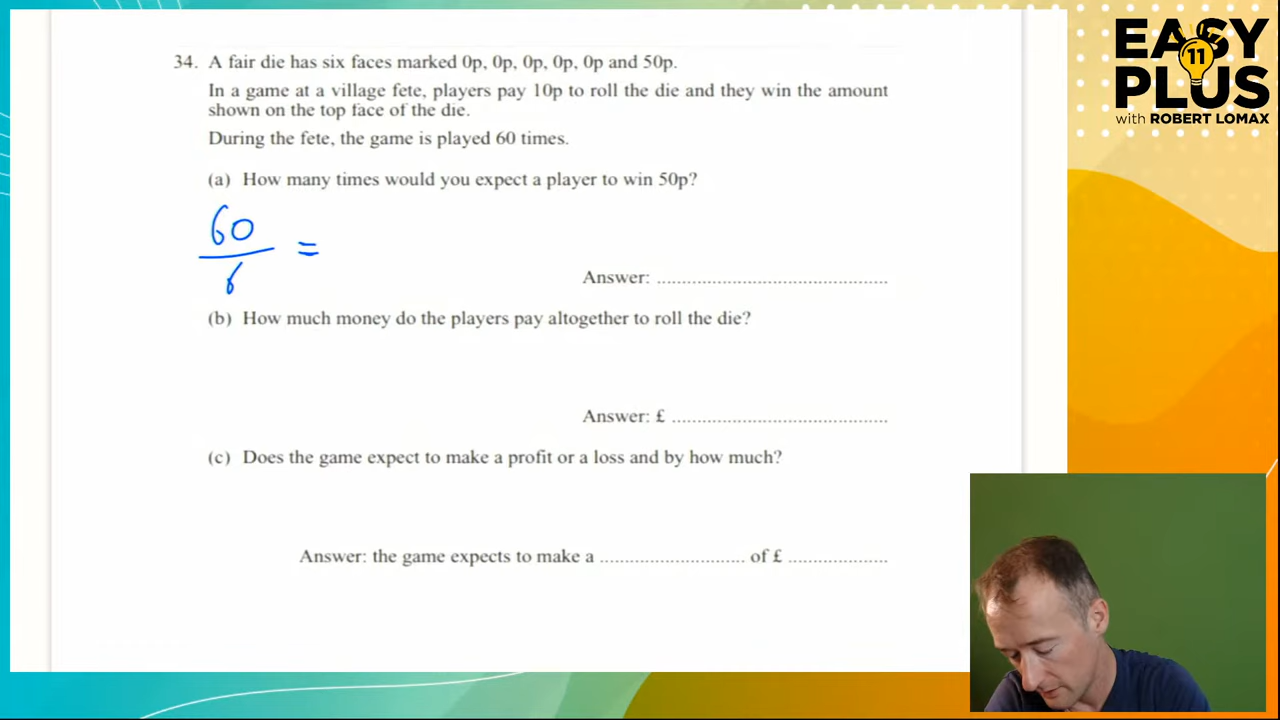 34. A fair die has six faces marked 0p, 0p, 0p, 0p, 0p and 50p.
In a game at a village fete, players pay 10p to roll the die and they win the amount
shown on the top face of the die.
During the fete, the game is played 60 times.
(a) How many times would you expect a player to win 50p?
60
6
=
Answer: ..........................................
(b) How much money do the players pay altogether to roll the die?
Answer: £ .......................................
(c) Does the game expect to make a profit or a loss and by how much?
Answer: the game expects to make a .......................... of £ ..................
EASY
11
PLUS
with ROBERT LOMAX